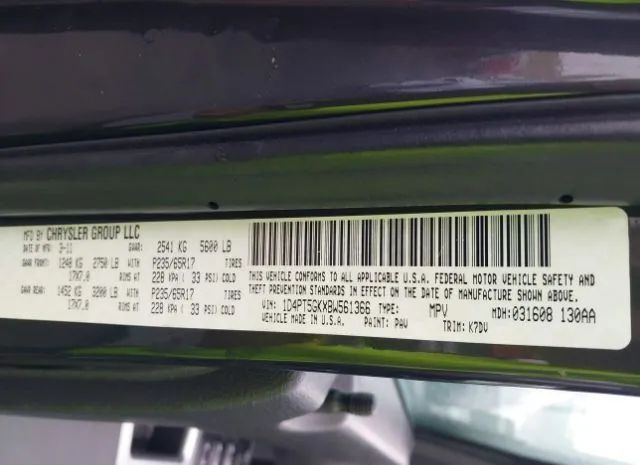 MFD BY CHRYSLER GROUP LLC
DATE OF MFD: 3-11 GVWR: 2541 KG 5600 LB
GAWR FRONT: 1248 KG 2750 LB WITH P235/65R17 TIRES
17X7.0 RIMS AT 228 KPA ( 33 PSI) COLD
GAWR REAR: 1452 KG 3200 LB WITH P235/65R17 TIRES
17X7.0 RIMS AT 228 KPA ( 33 PSI) COLD
THIS VEHICLE CONFORMS TO ALL APPLICABLE U.S.A. FEDERAL MOTOR VEHICLE SAFETY AND
THEFT PREVENTION STANDARDS IN EFFECT ON THE DATE OF MANUFACTURE SHOWN ABOVE.
VIN: 1D4PT5GKXBW561366 TYPE: MPV MDH: 031608 130AA
VEHICLE MADE IN U.S.A. PAINT: PAV TRIM: K7DV